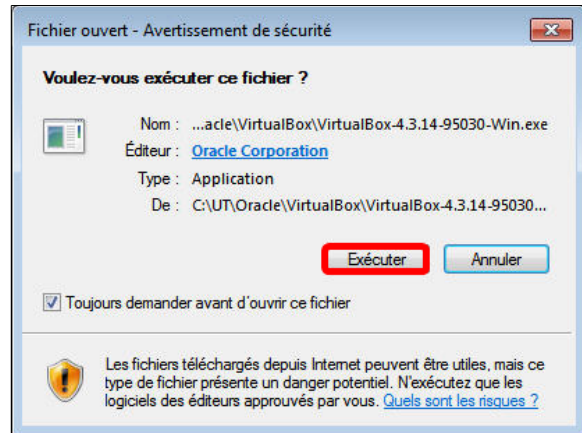 Fichier ouvert - Avertissement de sécurité
Voulez-vous exécuter ce fichier ?
Nom : ...acle\VirtualBox\VirtualBox-4.3.14-95030-Win.exe
Éditeur : Oracle Corporation
Type : Application
De : C:\UT\Oracle\VirtualBox\VirtualBox-4.3.14-95030...
Exécuter Annuler
Toujours demander avant d'ouvrir ce fichier
Les fichiers téléchargés depuis Internet peuvent être utiles, mais ce
type de fichier présente un danger potentiel. N'exécutez que les
logiciels des éditeurs approuvés par vous. Quels sont les risques ?